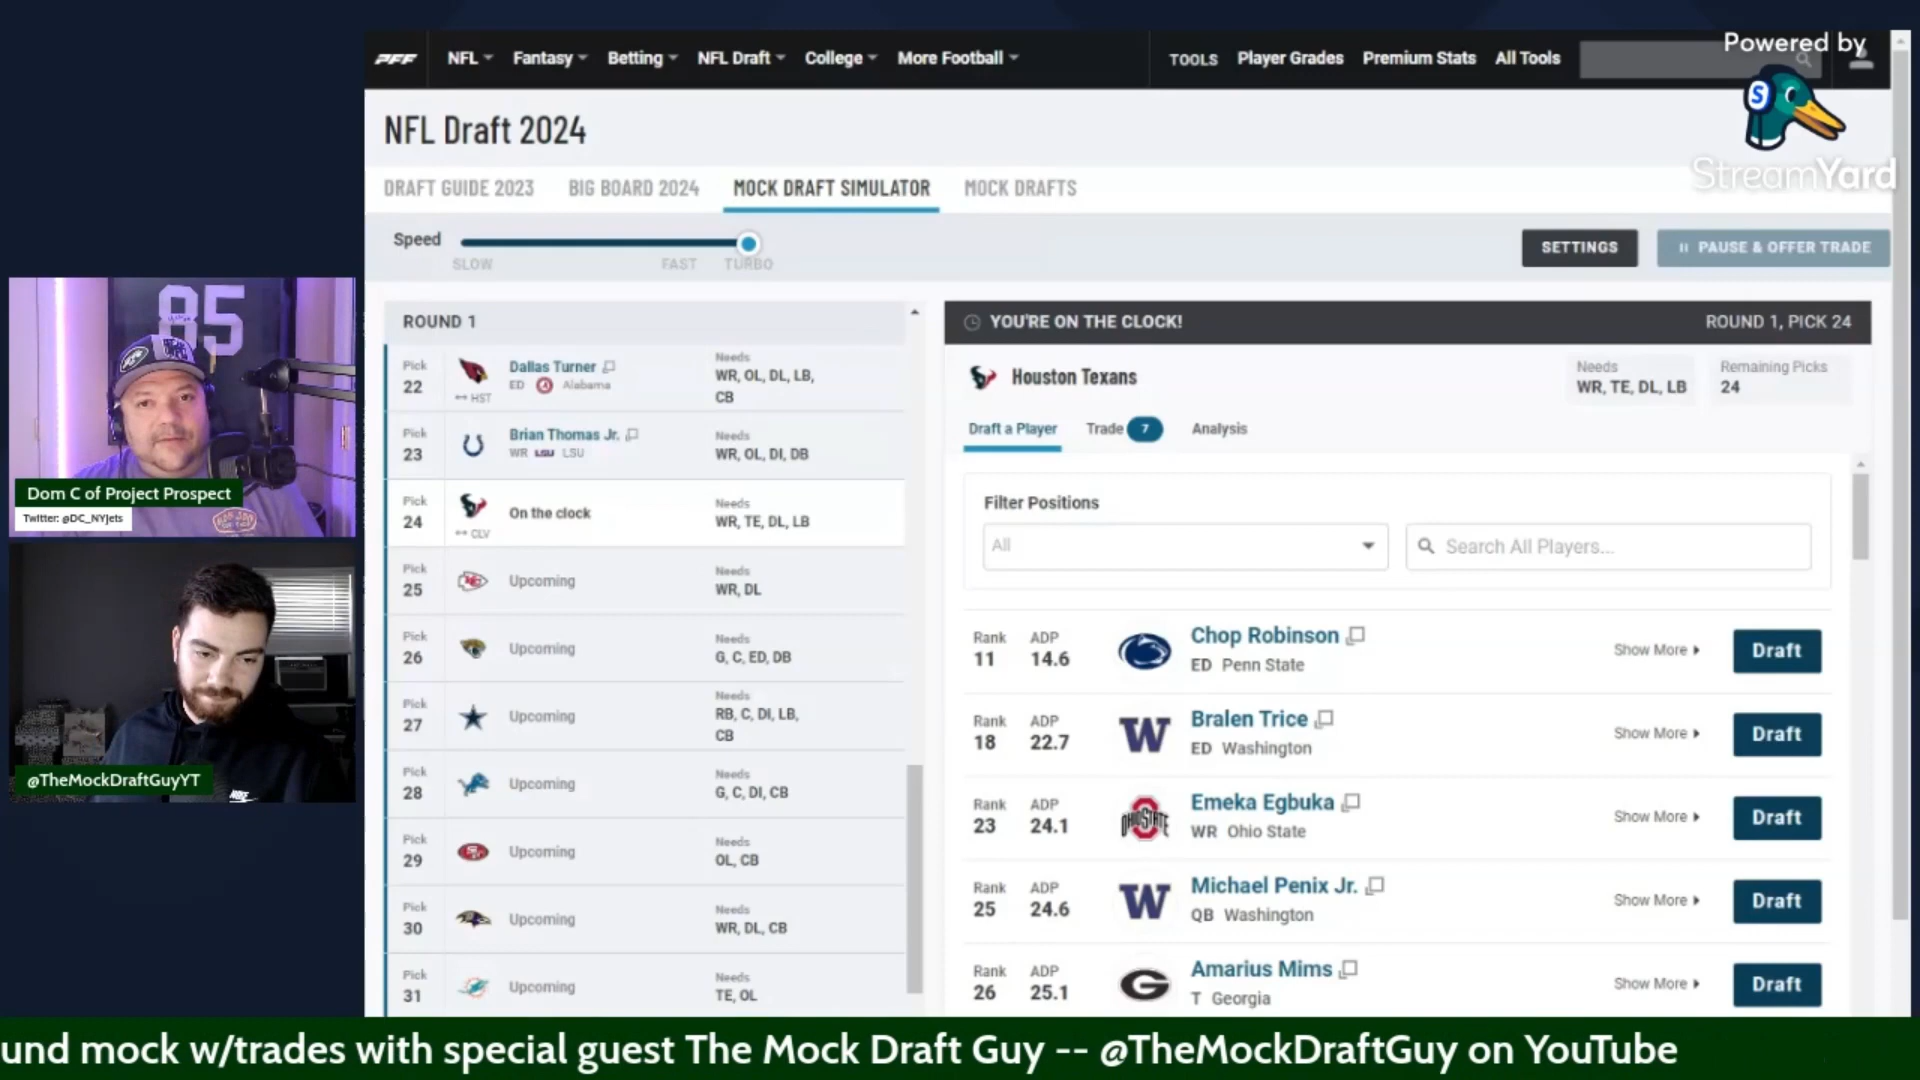 Powered by
StreamYard
PFF NFL Fantasy Betting NFL Draft College More Football TOOLS Player Grades Premium Stats All Tools
NFL Draft 2024
DRAFT GUIDE 2023 BIG BOARD 2024 MOCK DRAFT SIMULATOR MOCK DRAFTS
Speed
SLOW FAST TURBO
SETTINGS
PAUSE & OFFER TRADE
85
Dom C of Project Prospect
Twitter: @DC_NYJets
@TheMockDraftGuyYT
ROUND 1
Pick 22 Dallas Turner Needs
ED Alabama WR, OL, DL, LB,
HST CB
Pick 23 Brian Thomas Jr. Needs
WR LSU LSU WR, OL, DI, DB
Pick 24 On the clock Needs
WR, TE, DL, LB
CLV
Pick 25 Upcoming Needs
WR, DL
Pick 26 Upcoming Needs
G, C, ED, DB
Pick 27 Upcoming Needs
RB, C, DI, LB,
CB
Pick 28 Upcoming Needs
G, C, DI, CB
Pick 29 Upcoming Needs
OL, CB
Pick 30 Upcoming Needs
WR, DL, CB
Pick 31 Upcoming Needs
TE, OL
YOU'RE ON THE CLOCK! ROUND 1, PICK 24
Houston Texans
Needs
WR, TE, DL, LB
Remaining Picks
24
Draft a Player Trade 7 Analysis
Filter Positions
All
Search All Players...
Rank ADP Chop Robinson Show More Draft
11 14.6 ED Penn State
Rank ADP Bralen Trice Show More Draft
18 22.7 W ED Washington
Rank ADP Emeka Egbuka Show More Draft
23 24.1 OHIO STATE WR Ohio State
Rank ADP Michael Penix Jr. Show More Draft
25 24.6 W QB Washington
Rank ADP Amarius Mims Show More Draft
26 25.1 G T Georgia
und mock w/trades with special guest The Mock Draft Guy -- @TheMockDraftGuy on YouTube